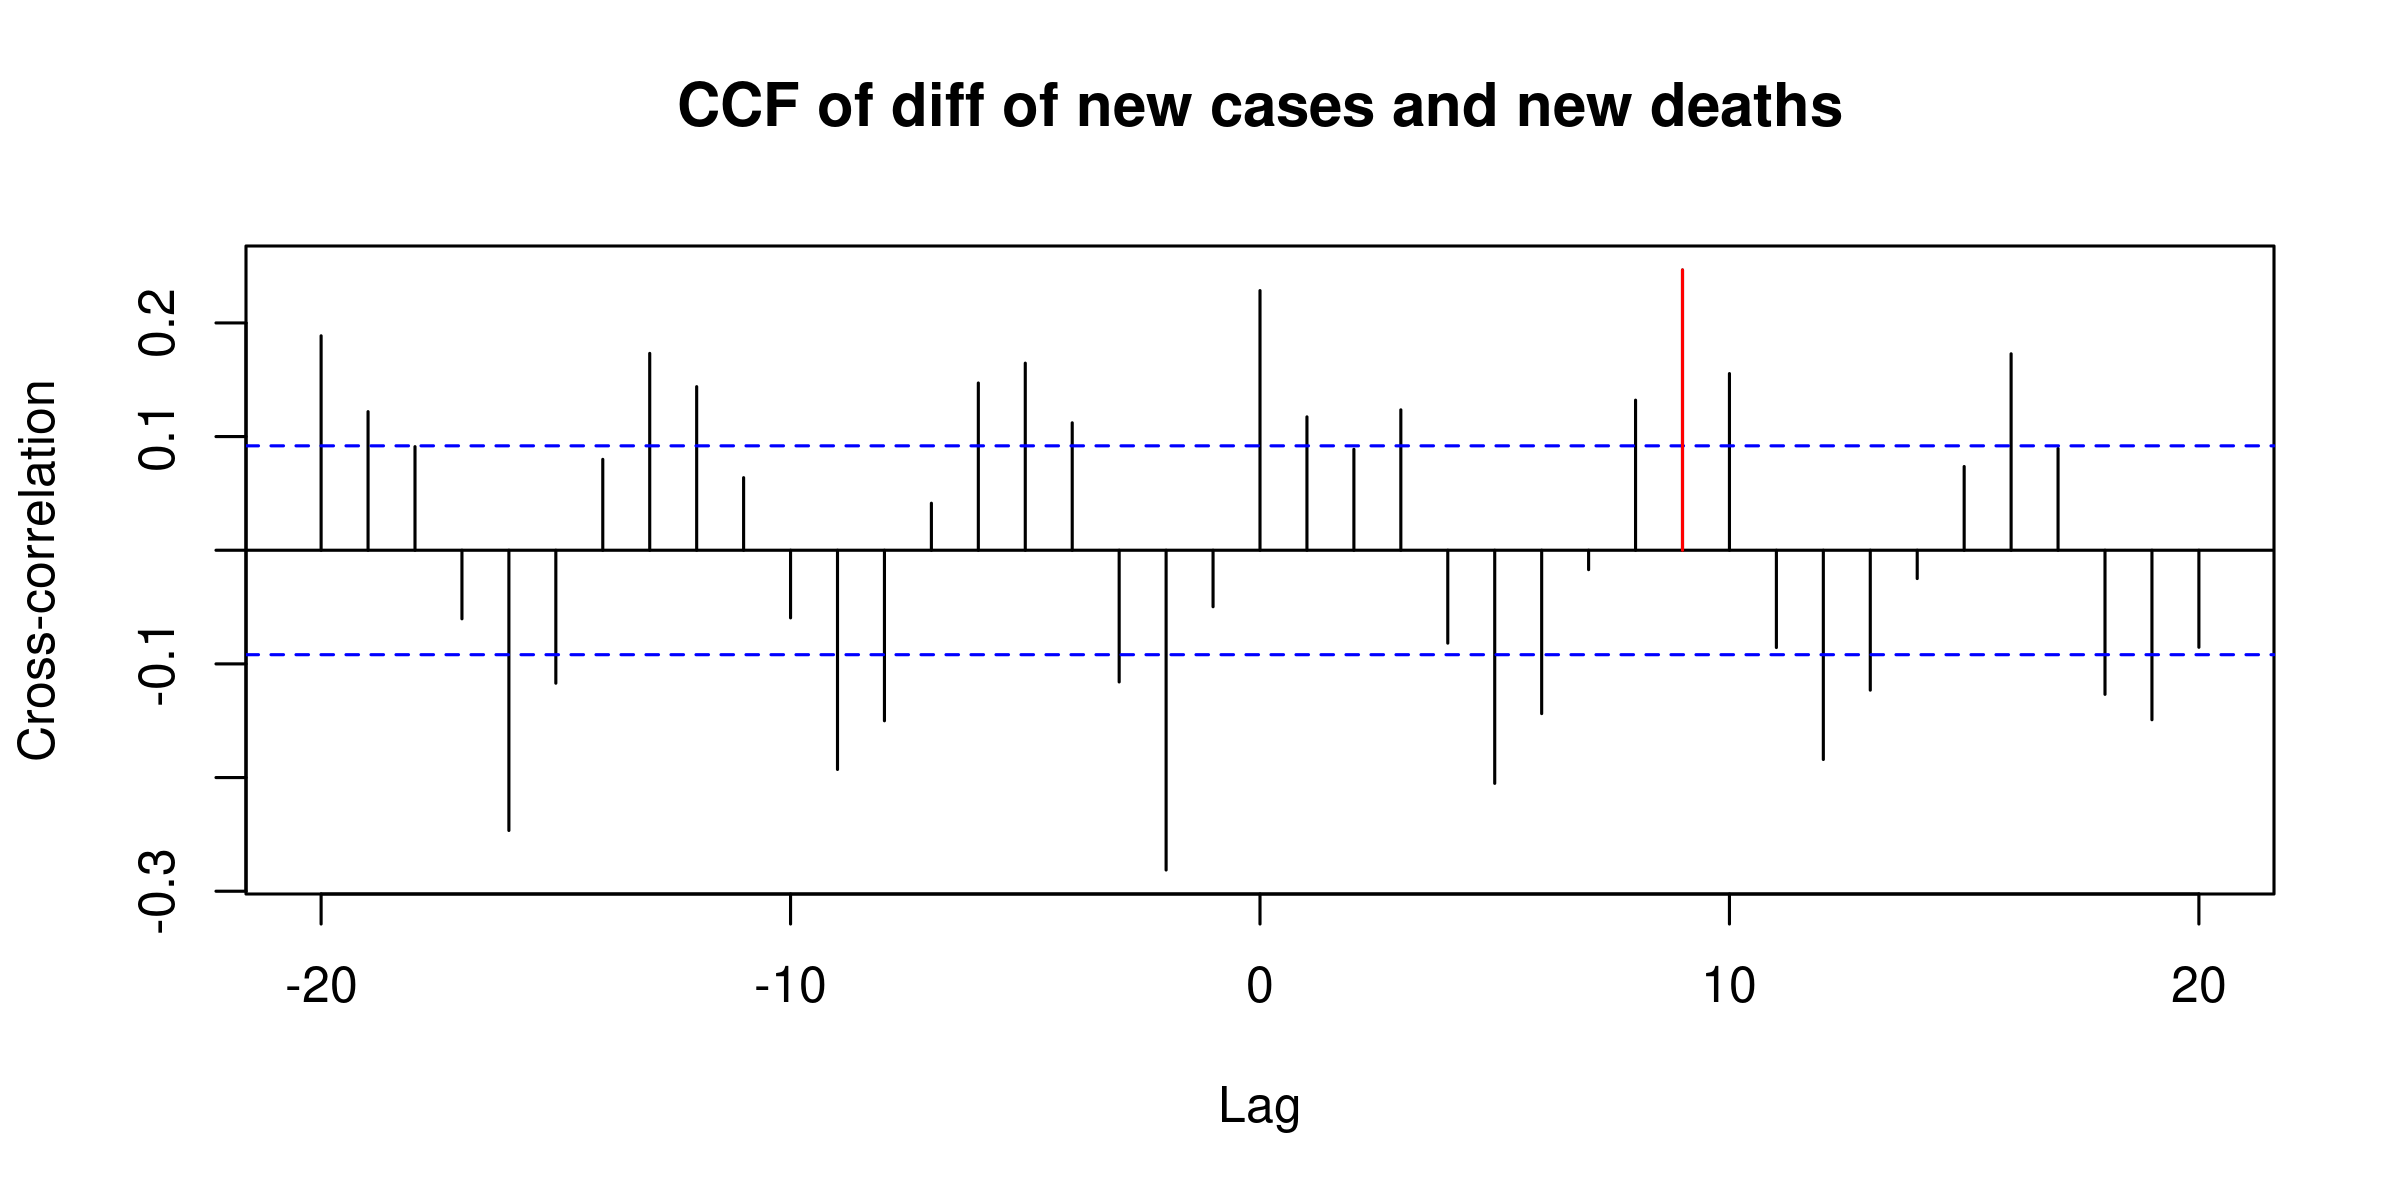 CCF of diff of new cases and new deaths
Cross-correlation
0.2
0.1
-0.1
-0.3
-20 -10 0 10 20
Lag